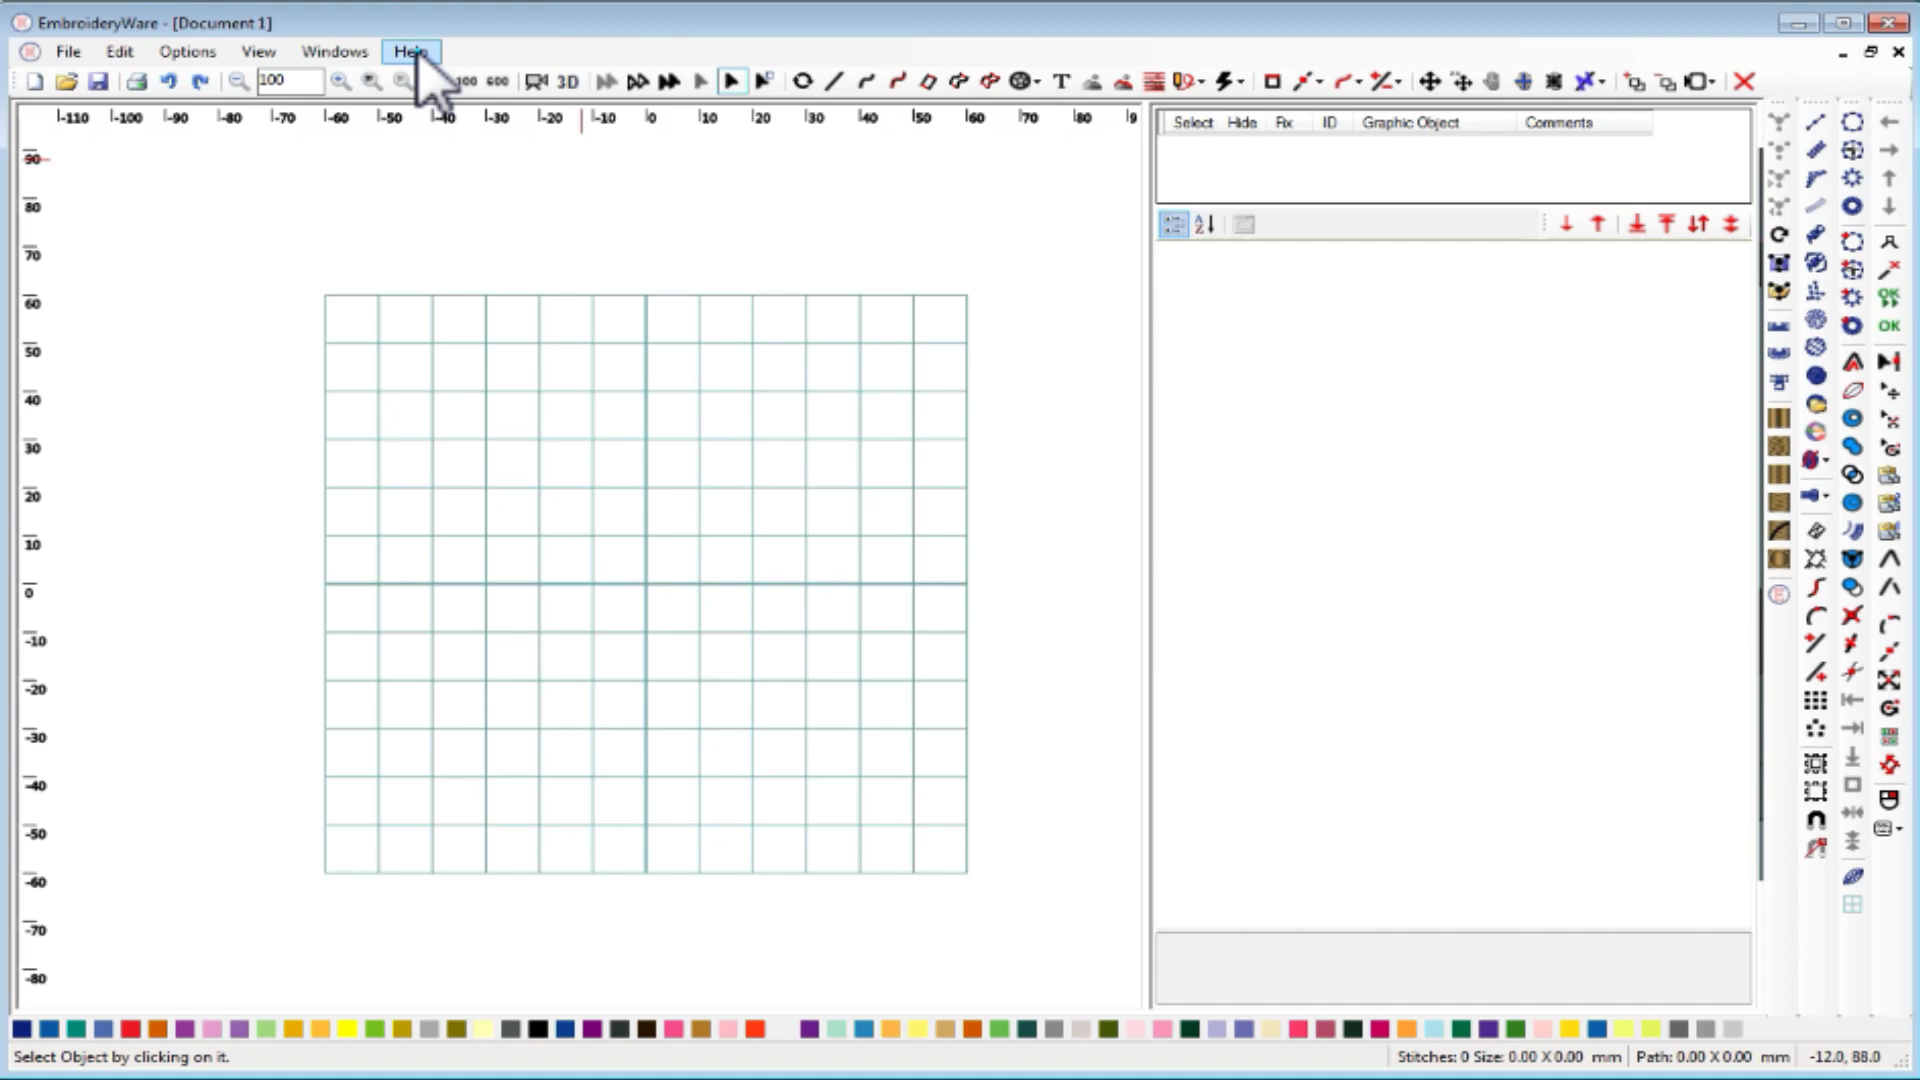 EmbroideryWare - [Document 1]
File Edit Options View Windows
100 600 3D T
|-110 |-100 |-90 |-80 |-70 |-60 |-50 |-40 |-30 |-20 |-10 |0 |10 |20 |30 |40 |50 |60 |70 |80 |9
Select Hide Rx ID Graphic Object Comments
90
80
70
60
50
40
30
20
10
0
-10
-20
-30
-40
-50
-60
-70
-80
OK
OK
Select Object by clicking on it.
Stitches: 0 Size: 0.00 X 0.00 mm Path: 0.00 X 0.00 mm -12.0, 88.0